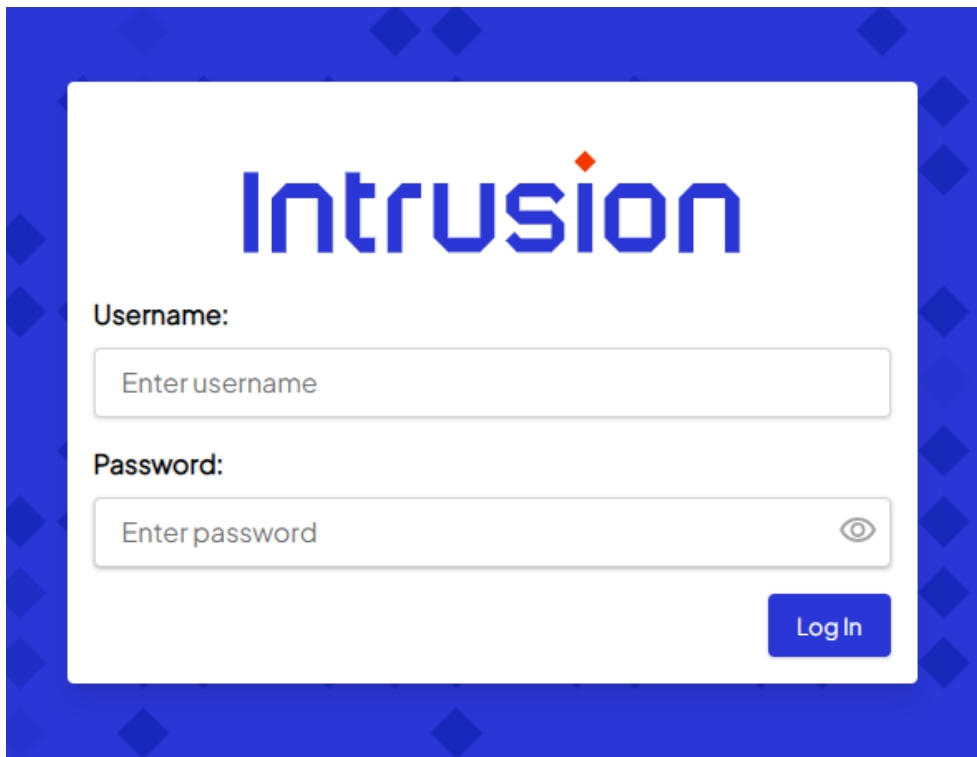 Intrusion
Username:
Enter username
Password:
Enter password
Log In